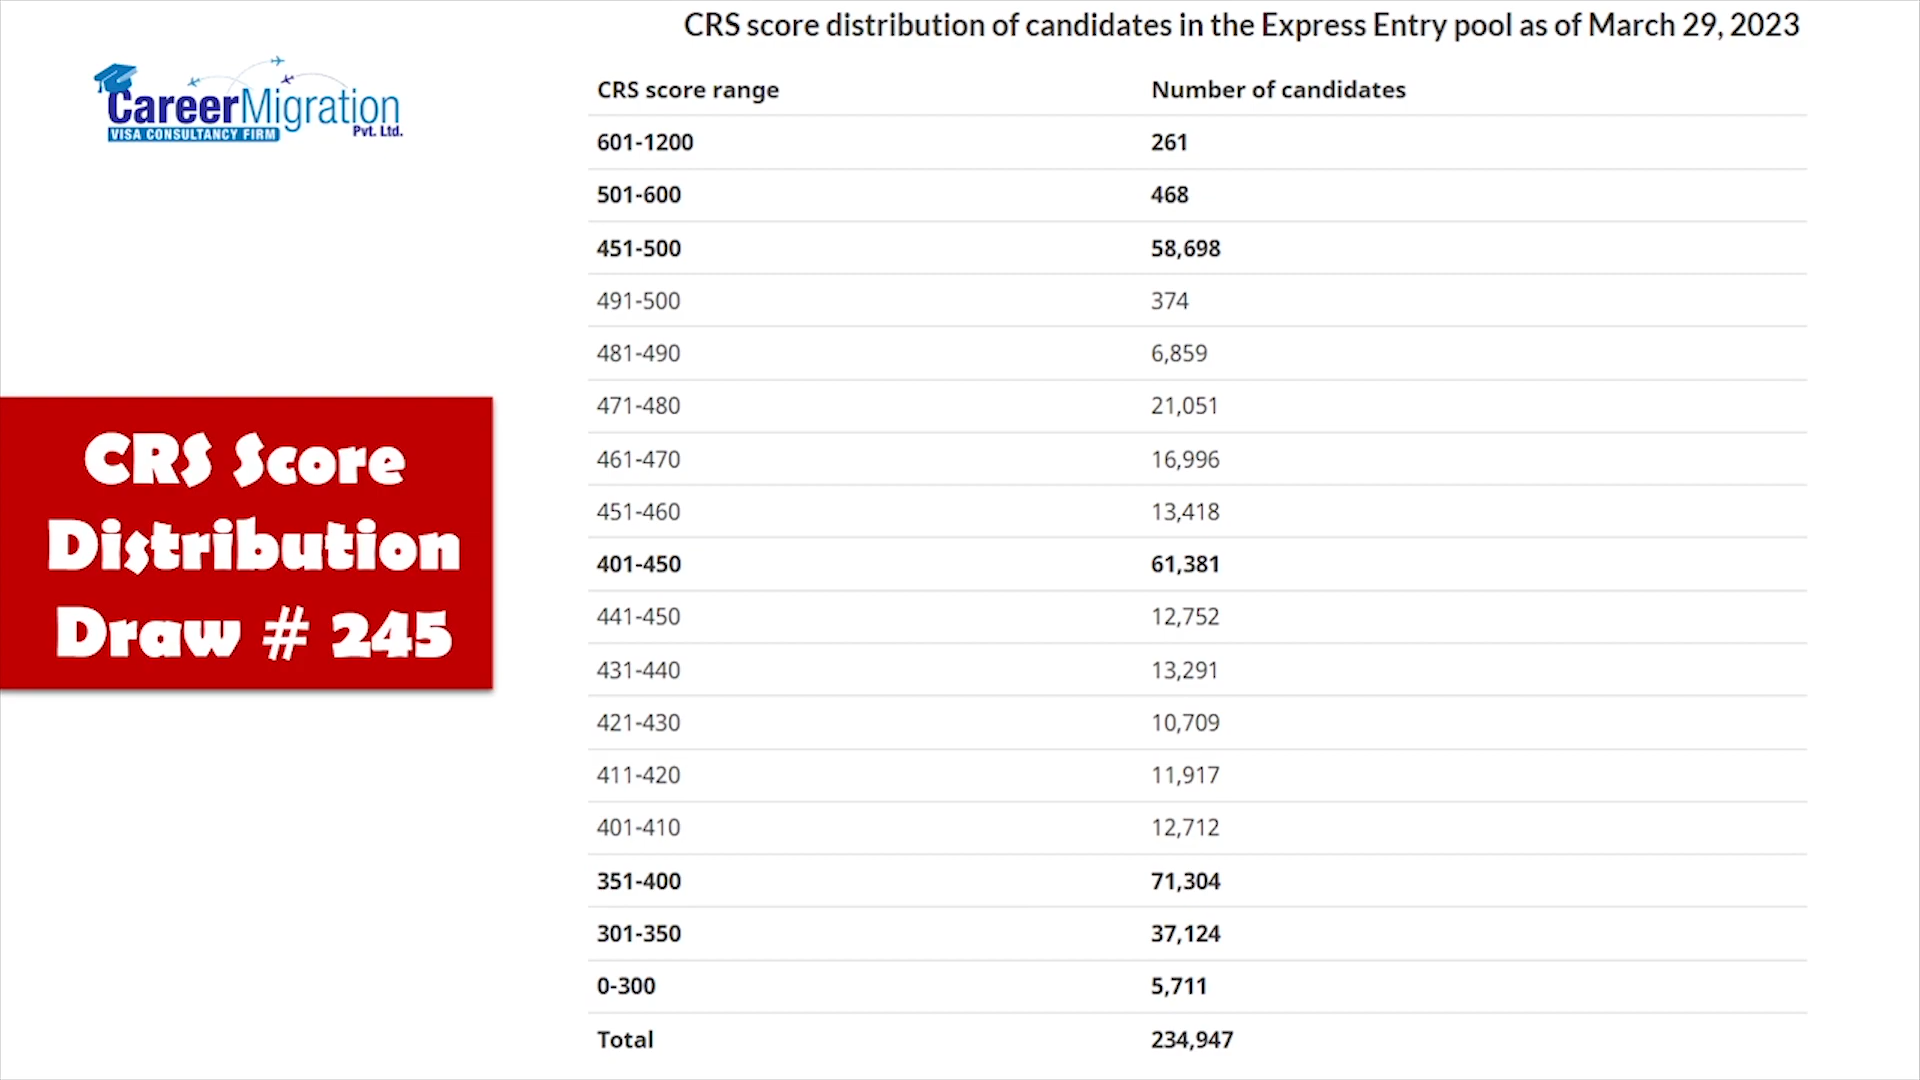 CRS score distribution of candidates in the Express Entry pool as of March 29, 2023
CareerMigration
Pvt. Ltd.
VISA CONSULTANCY FIRM
CRS Score
Distribution
Draw # 245
CRS score range Number of candidates
601-1200 261
501-600 468
451-500 58,698
491-500 374
481-490 6,859
471-480 21,051
461-470 16,996
451-460 13,418
401-450 61,381
441-450 12,752
431-440 13,291
421-430 10,709
411-420 11,917
401-410 12,712
351-400 71,304
301-350 37,124
0-300 5,711
Total 234,947